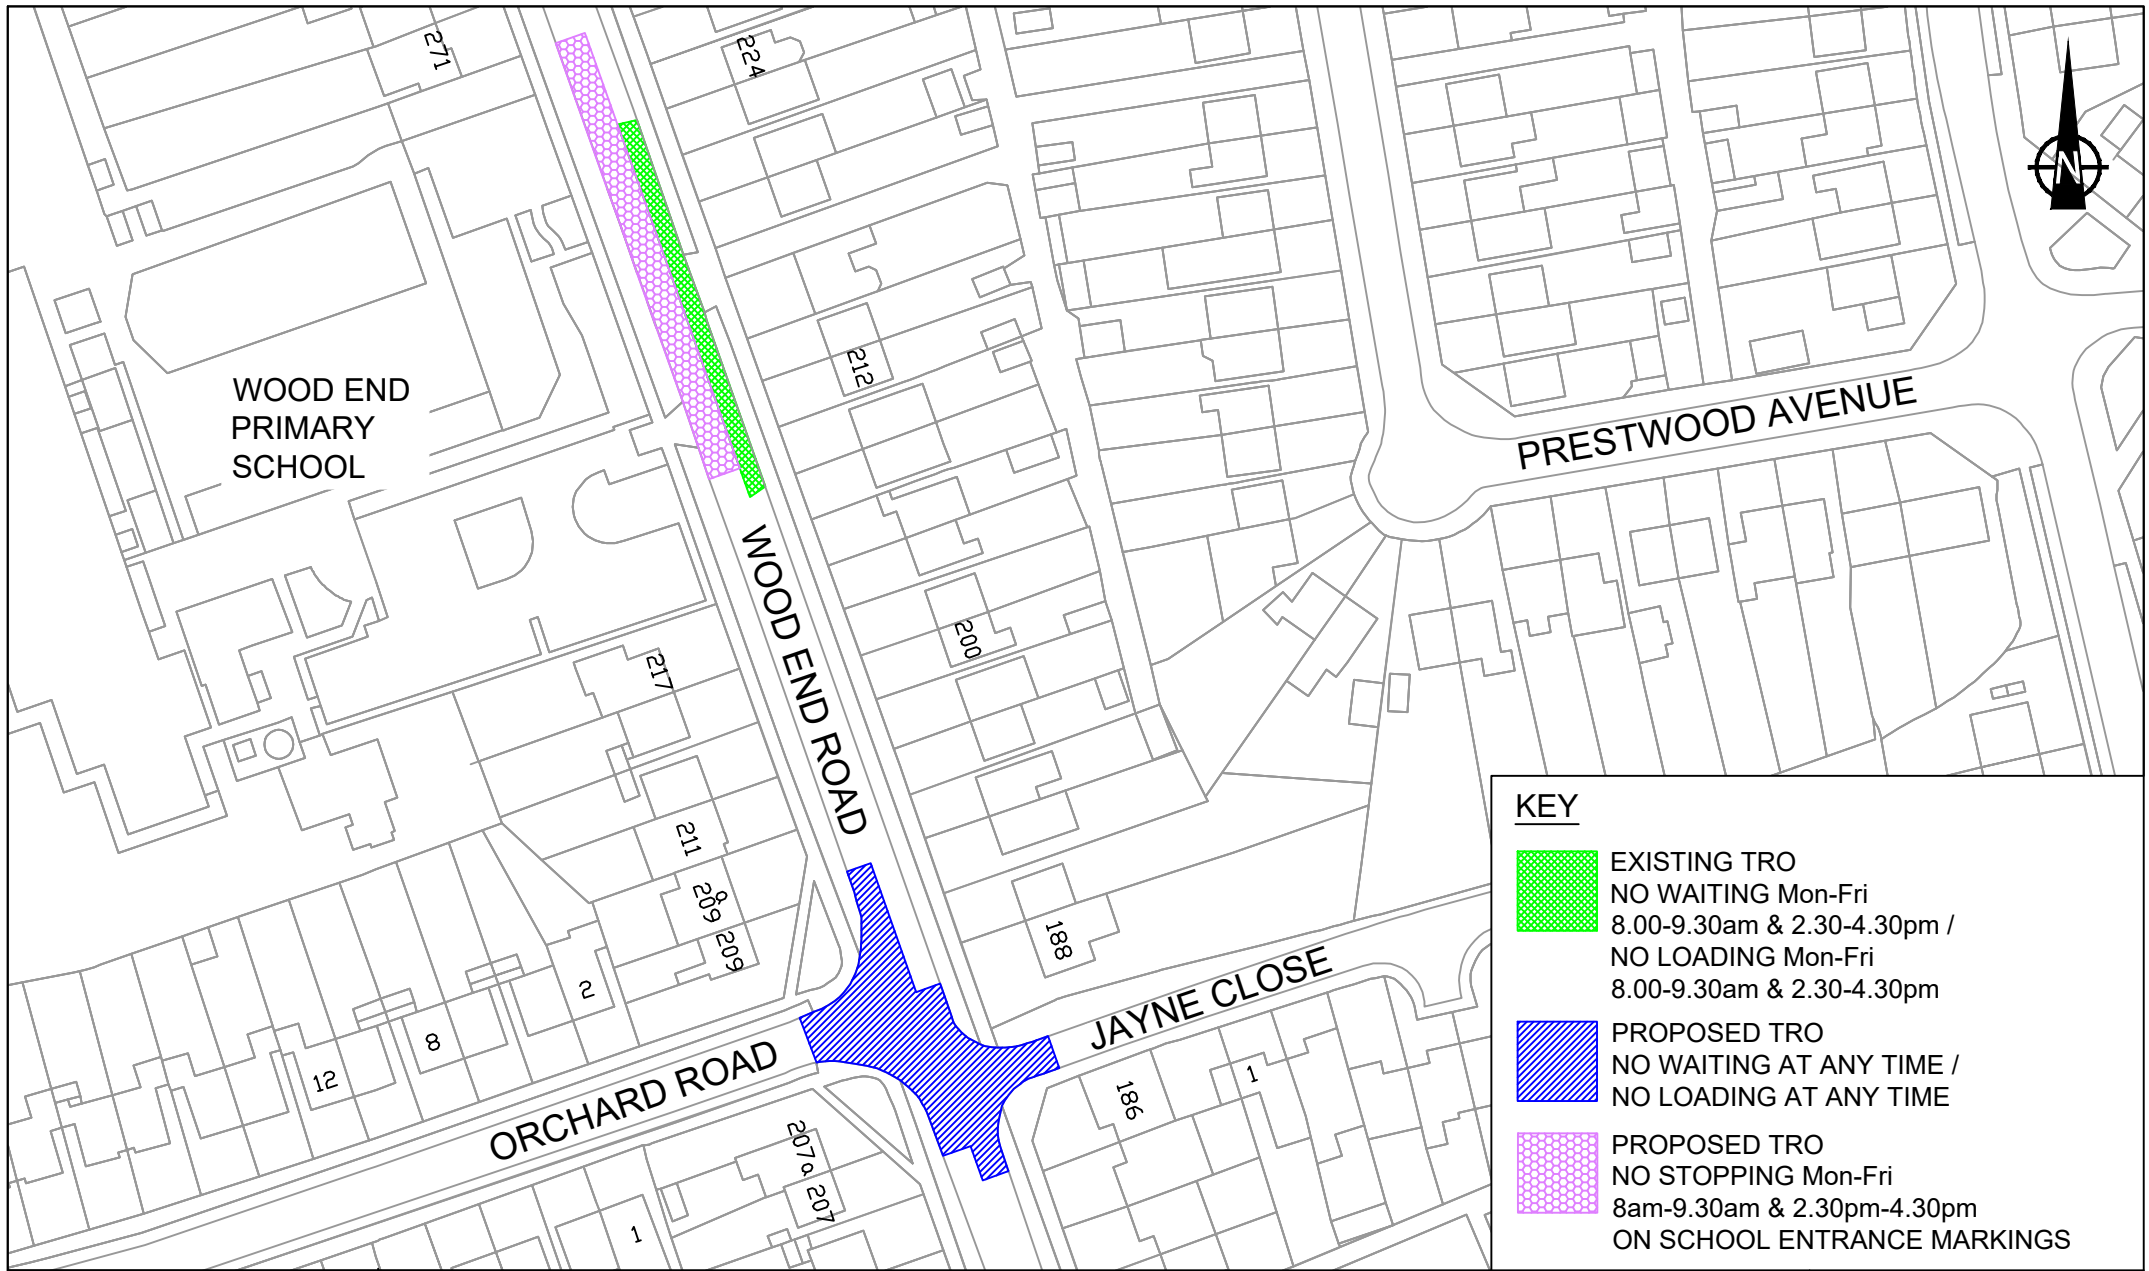 271
224
N
212
WOOD END
PRIMARY
SCHOOL
PRESTWOOD AVENUE
WOOD END ROAD
200
217
211
209a
209
188
2
8
12
JAYNE CLOSE
ORCHARD ROAD
186
1
207a
207
1
KEY
EXISTING TRO
NO WAITING Mon-Fri
8.00-9.30am & 2.30-4.30pm /
NO LOADING Mon-Fri
8.00-9.30am & 2.30-4.30pm
PROPOSED TRO
NO WAITING AT ANY TIME /
NO LOADING AT ANY TIME
PROPOSED TRO
NO STOPPING Mon-Fri
8am-9.30am & 2.30pm-4.30pm
ON SCHOOL ENTRANCE MARKINGS